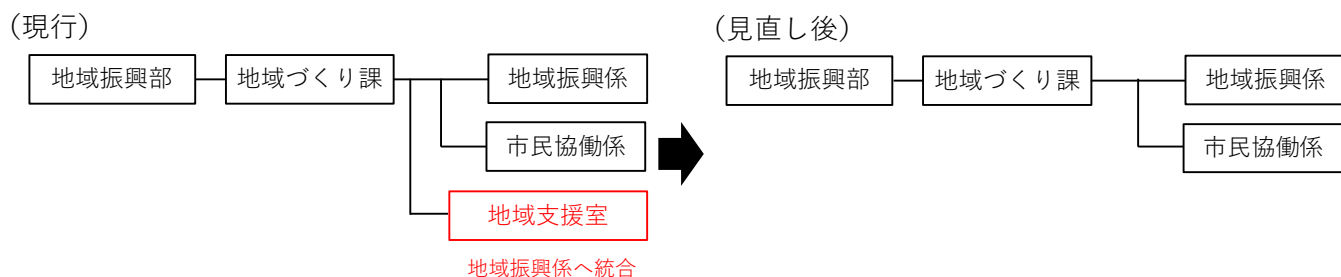 （現行）
地域振興部
地域づくり課
地域振興係
市民協働係
地域支援室
地域振興係へ統合
（見直し後）
地域振興部
地域づくり課
地域振興係
市民協働係